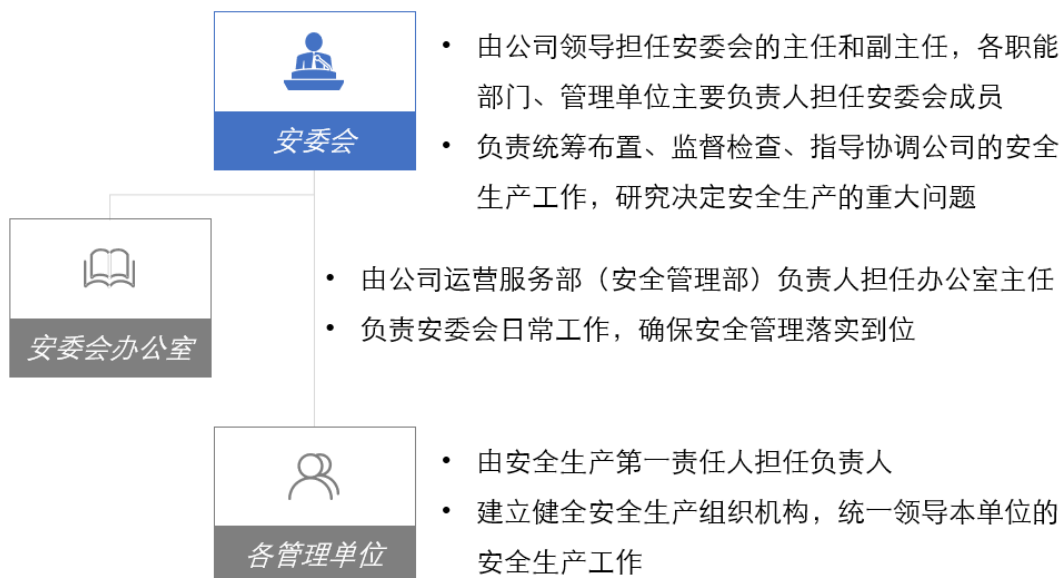 安委会
• 由公司领导担任安委会的主任和副主任，各职能
部门、管理单位主要负责人担任安委会成员
• 负责统筹布置、监督检查、指导协调公司的安全
生产工作，研究决定安全生产的重大问题
安委会办公室
• 由公司运营服务部（安全管理部）负责人担任办公室主任
• 负责安委会日常工作，确保安全管理落实到位
各管理单位
• 由安全生产第一责任人担任负责人
• 建立健全安全生产组织机构，统一领导本单位的
安全生产工作